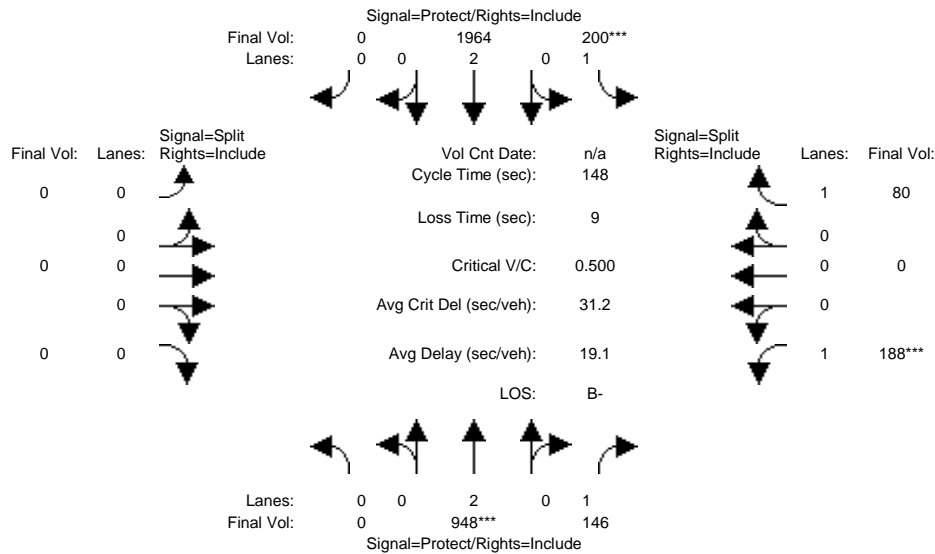 Signal=Protect/Rights=Include
Final Vol: 0 1964 200***
Lanes: 0 0 2 0 1
Signal=Split
Final Vol: Lanes: Rights=Include
Vol Cnt Date: n/a
Signal=Split
Rights=Include Lanes: Final Vol:
Cycle Time (sec): 148
0 0
1 80
Loss Time (sec): 9
0
0
0 0
Critical V/C: 0.500
0 0
0
Avg Crit Del (sec/veh): 31.2
0
0 0
Avg Delay (sec/veh): 19.1
1 188***
LOS: B-
Lanes: 0 0 2 0 1
Final Vol: 0 948*** 146
Signal=Protect/Rights=Include